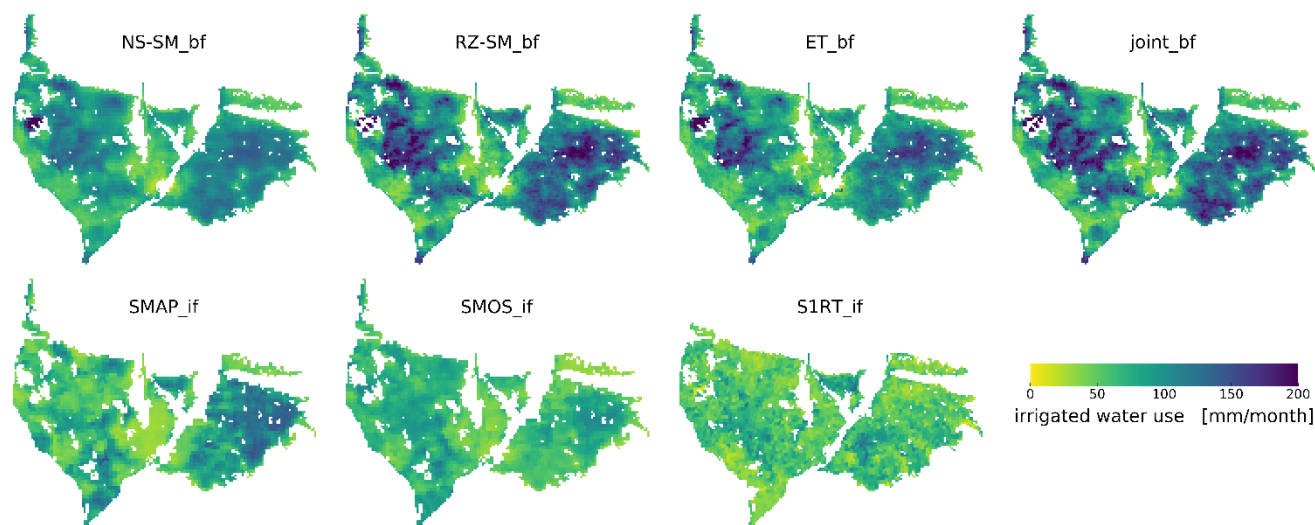 NS-SM_bf
RZ-SM_bf
ET_bf
joint_bf
SMAP_if
SMOS_if
S1RT_if
0 50 100 150 200
irrigated water use [mm/month]